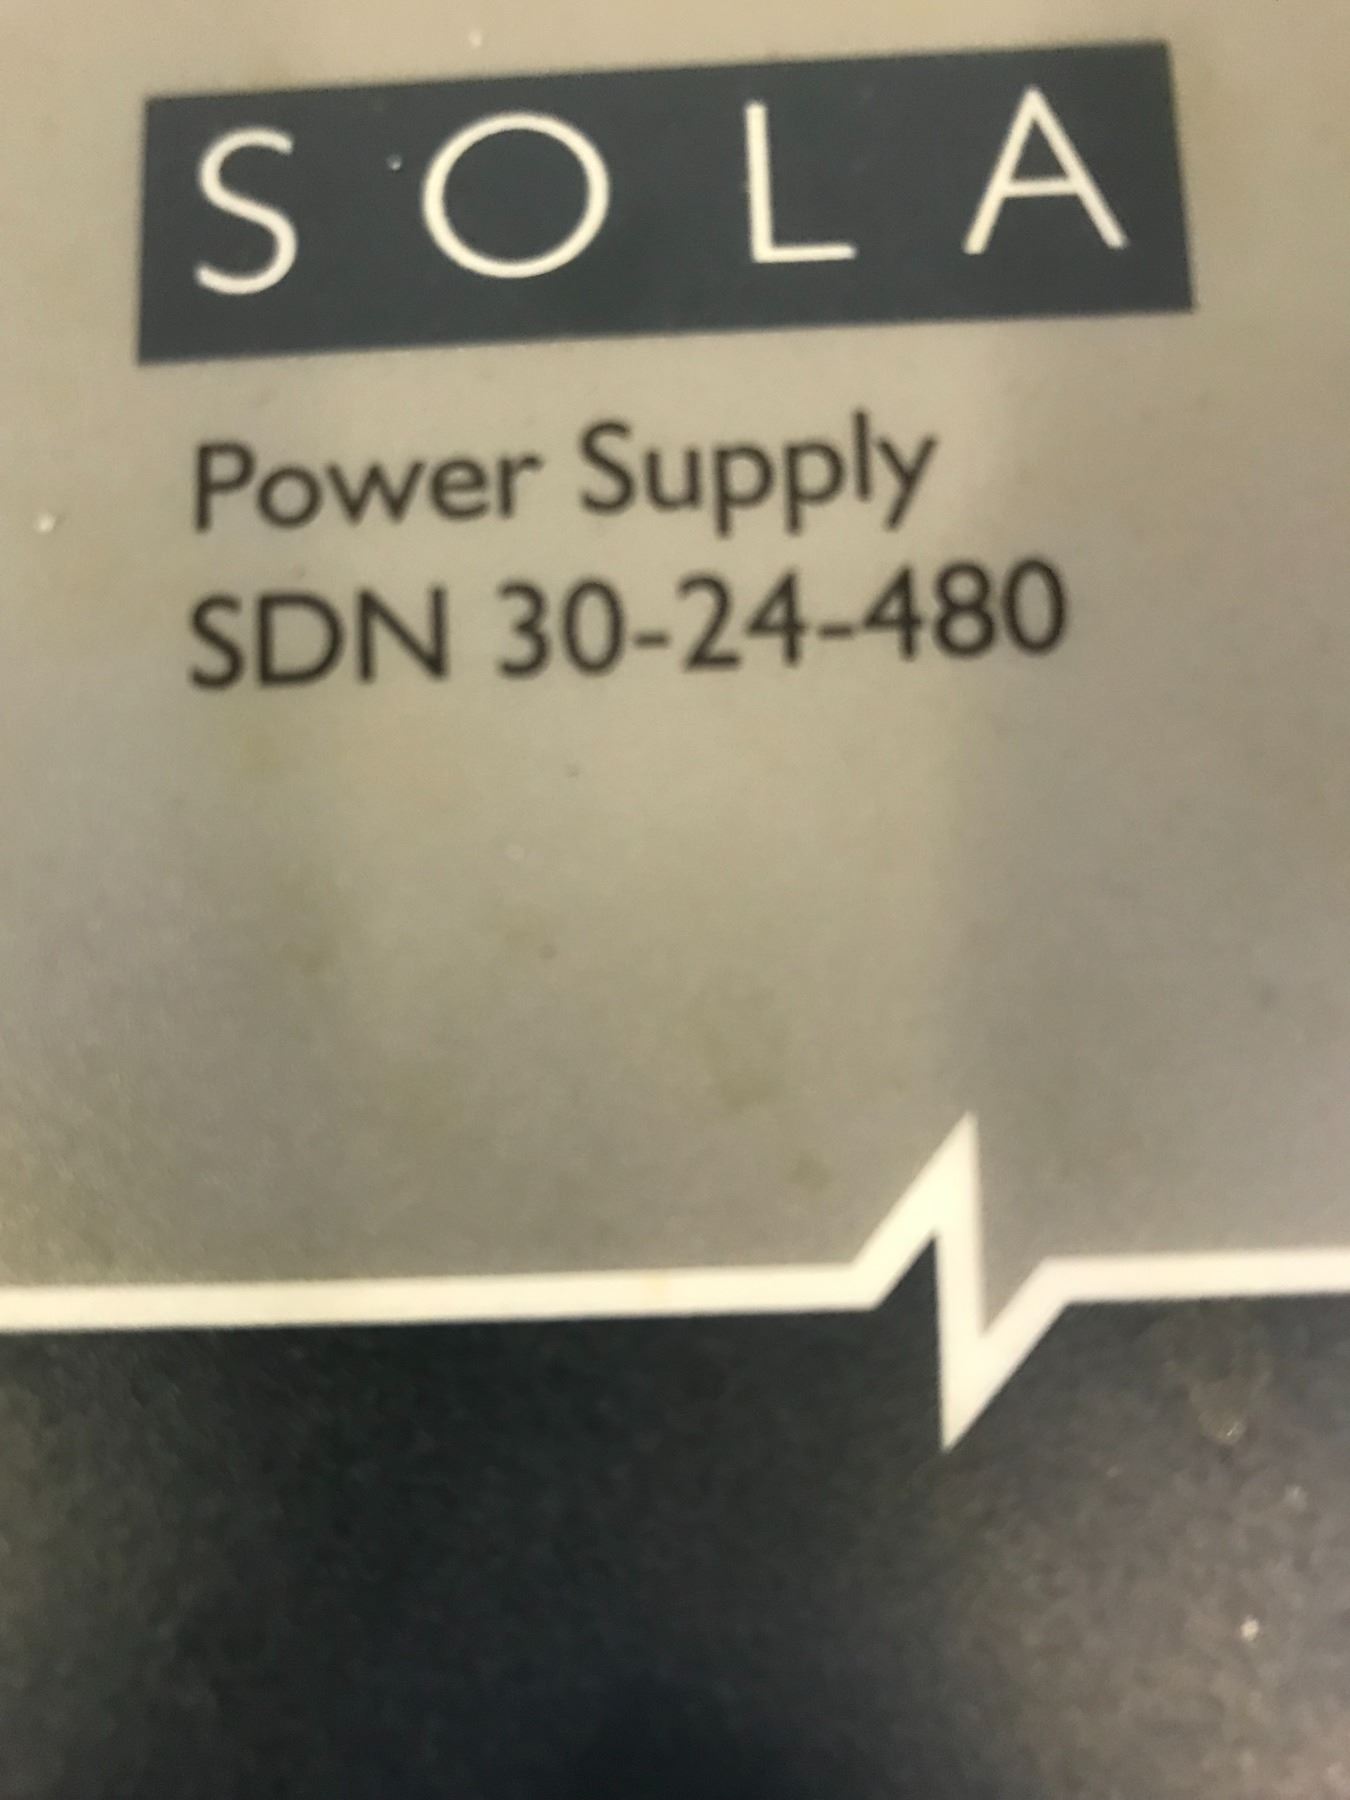 SOLA
Power Supply
SDN 30-24-480